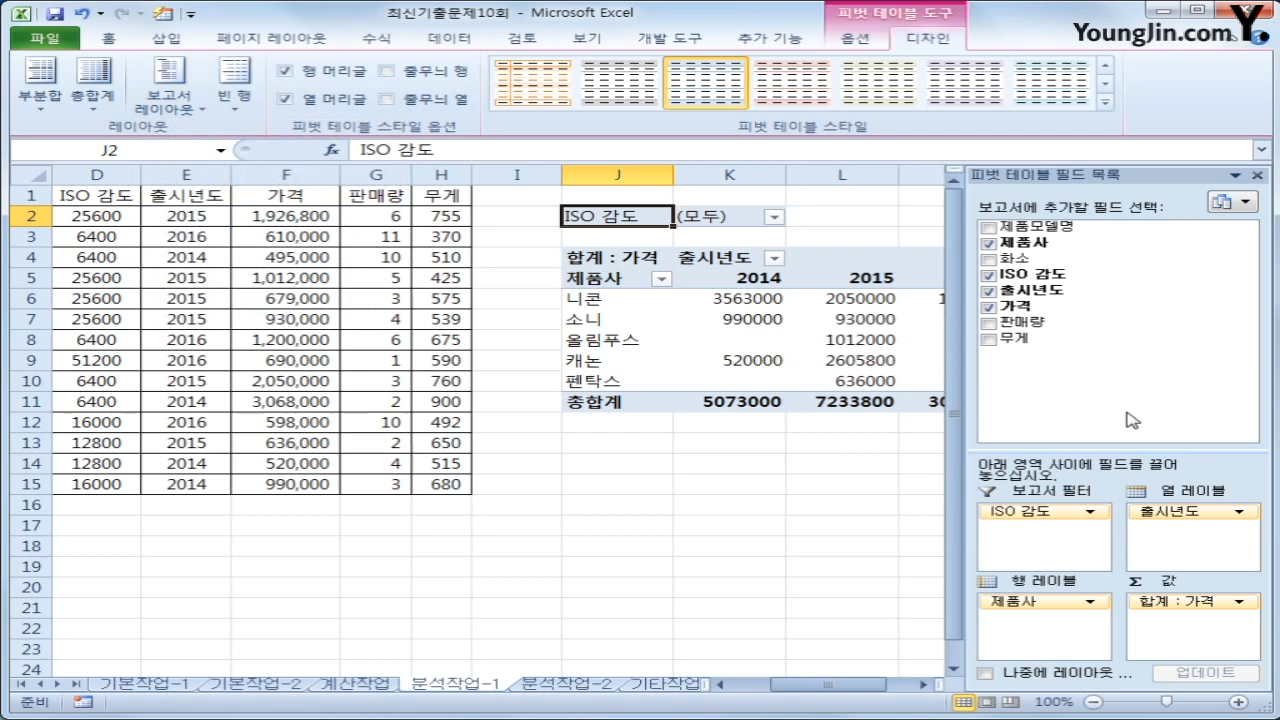 최신기출문제10회 - Microsoft Excel
피벗 테이블 도구
YoungJin.com Y.
파일 홈 삽입 페이지 레이아웃 수식 데이터 검토 보기 개발 도구 추가 기능 옵션 디자인
부분합 총합계 보고서 레이아웃 빈 행
행 머리글 줄무늬 행
열 머리글 줄무늬 열
레이아웃 피벗 테이블 스타일 옵션 피벗 테이블 스타일
J2 fx ISO 감도
D E F G H I J K L
1 ISO 감도 출시년도 가격 판매량 무게
2 25600 2015 1,926,800 6 755 ISO 감도 (모두)
3 6400 2016 610,000 11 370
4 6400 2014 495,000 10 510 합계 : 가격 출시년도
5 25600 2015 1,012,000 5 425 제품사 2014 2015
6 25600 2015 679,000 3 575 니콘 3563000 2050000 1
7 25600 2015 930,000 4 539 소니 990000 930000
8 6400 2016 1,200,000 6 675 올림푸스 1012000
9 51200 2016 690,000 1 590 캐논 520000 2605800
10 6400 2015 2,050,000 3 760 펜탁스 636000
11 6400 2014 3,068,000 2 900 총합계 5073000 7233800 30
12 16000 2016 598,000 10 492
13 12800 2015 636,000 2 650
14 12800 2014 520,000 4 515
15 16000 2014 990,000 3 680
16
17
18
19
20
21
22
23
24
피벗 테이블 필드 목록
보고서에 추가할 필드 선택:
제품모델명
제품사
화소
ISO 감도
출시년도
가격
판매량
무게
아래 영역 사이에 필드를 끌어
놓으십시오.
보고서 필터 열 레이블
ISO 감도 출시년도
행 레이블 Σ 값
제품사 합계 : 가격
나중에 레이아웃 ... 업데이트
기본작업-1 기본작업-2 계산작업 분석작업-1 분석작업-2 기타작업
준비 100%